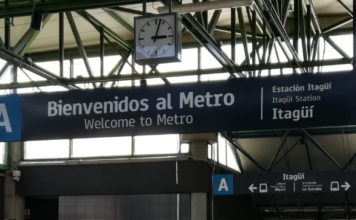 A
Bienvenidos al Metro
Welcome to Metro
Estación Itagüí
Itagüí Station
Itagüí
Itagüí
A